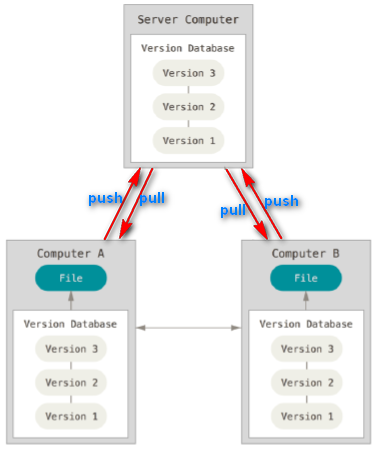 Server Computer
Version Database
Version 3
Version 2
Version 1
push
pull
pull
push
Computer A
File
Version Database
Version 3
Version 2
Version 1
Computer B
File
Version Database
Version 3
Version 2
Version 1